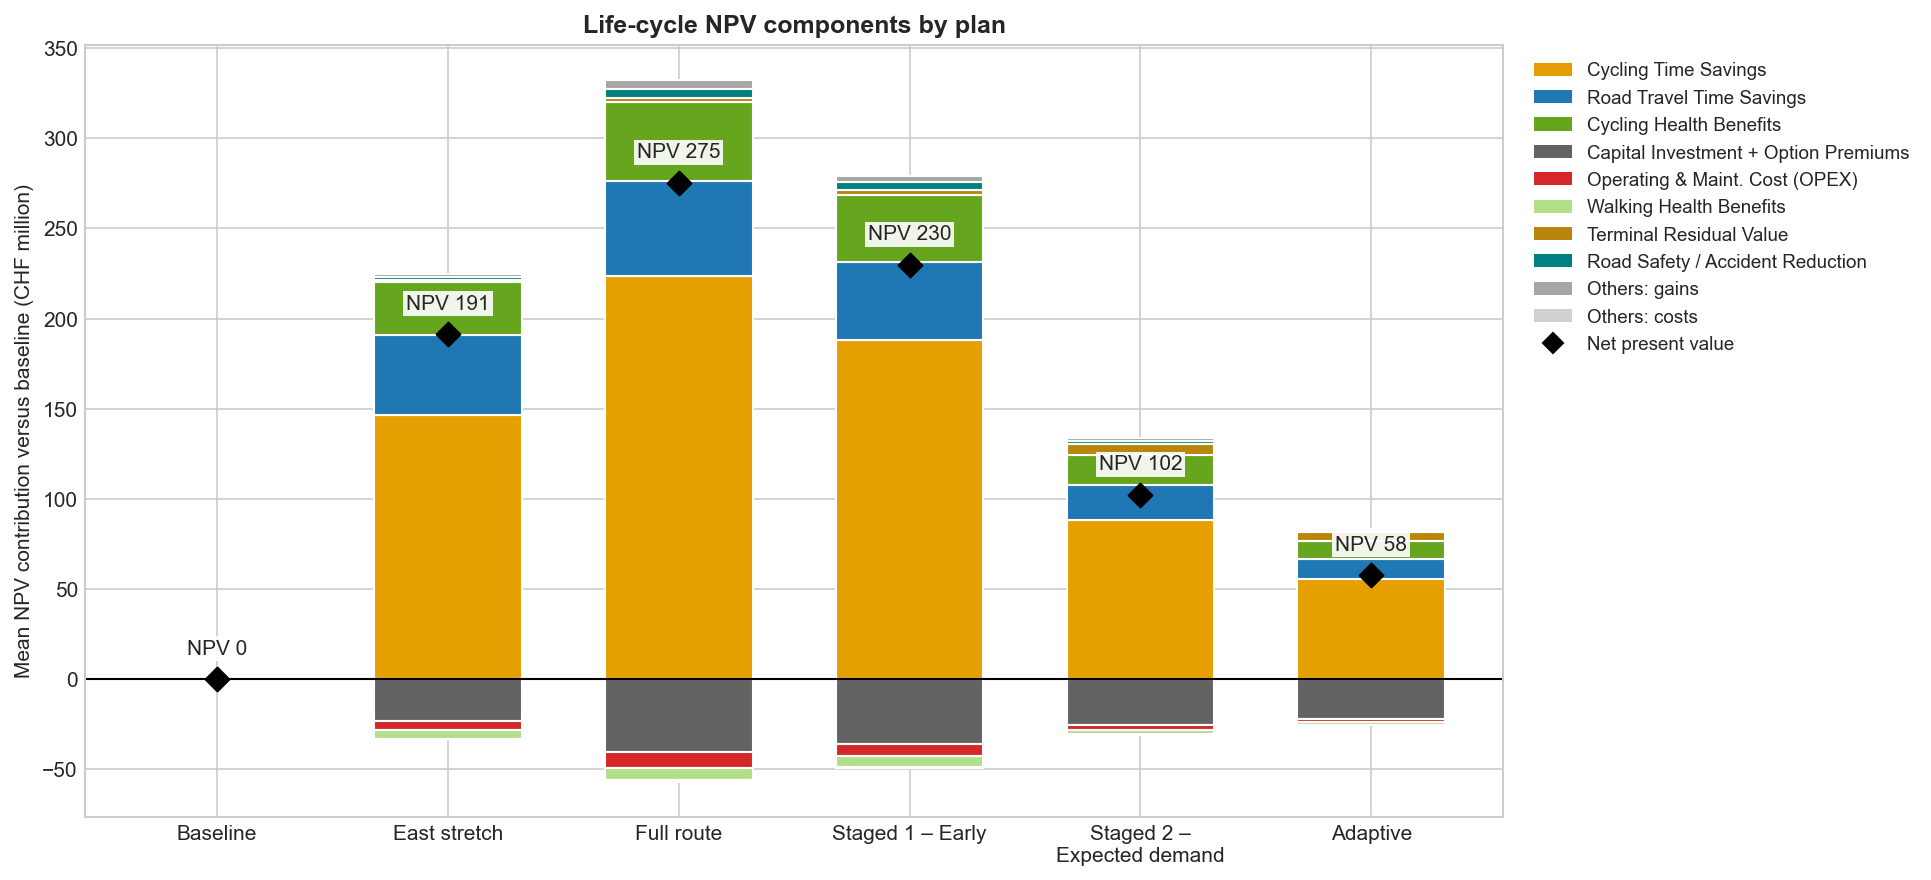 Life-cycle NPV components by plan
Mean NPV contribution versus baseline (CHF million)
350
300
250
200
150
100
50
0
−50
NPV 0
NPV 191
NPV 275
NPV 230
NPV 102
NPV 58
Baseline
East stretch
Full route
Staged 1 – Early
Staged 2 –
Expected demand
Adaptive
Cycling Time Savings
Road Travel Time Savings
Cycling Health Benefits
Capital Investment + Option Premiums
Operating & Maint. Cost (OPEX)
Walking Health Benefits
Terminal Residual Value
Road Safety / Accident Reduction
Others: gains
Others: costs
Net present value